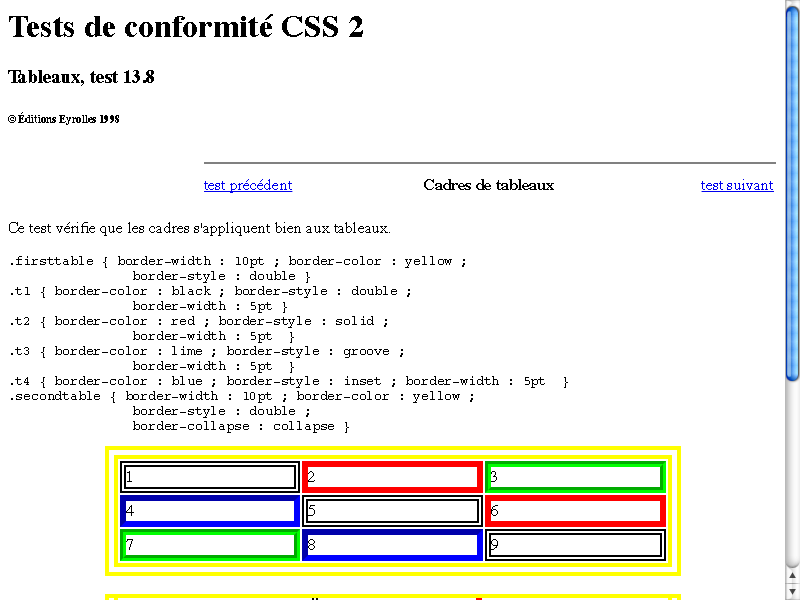 Tests de conformité CSS 2
Tableaux, test 13.8
© Éditions Eyrolles 1998
test précédent Cadres de tableaux test suivant
Ce test vérifie que les cadres s'appliquent bien aux tableaux.
.firsttable { border-width : 10pt ; border-color : yellow ;
border-style : double }
.t1 { border-color : black ; border-style : double ;
border-width : 5pt }
.t2 { border-color : red ; border-style : solid ;
border-width : 5pt }
.t3 { border-color : lime ; border-style : groove ;
border-width : 5pt }
.t4 { border-color : blue ; border-style : inset ; border-width : 5pt }
.secondtable { border-width : 10pt ; border-color : yellow ;
border-style : double ;
border-collapse : collapse }
1 2 3
4 5 6
7 8 9